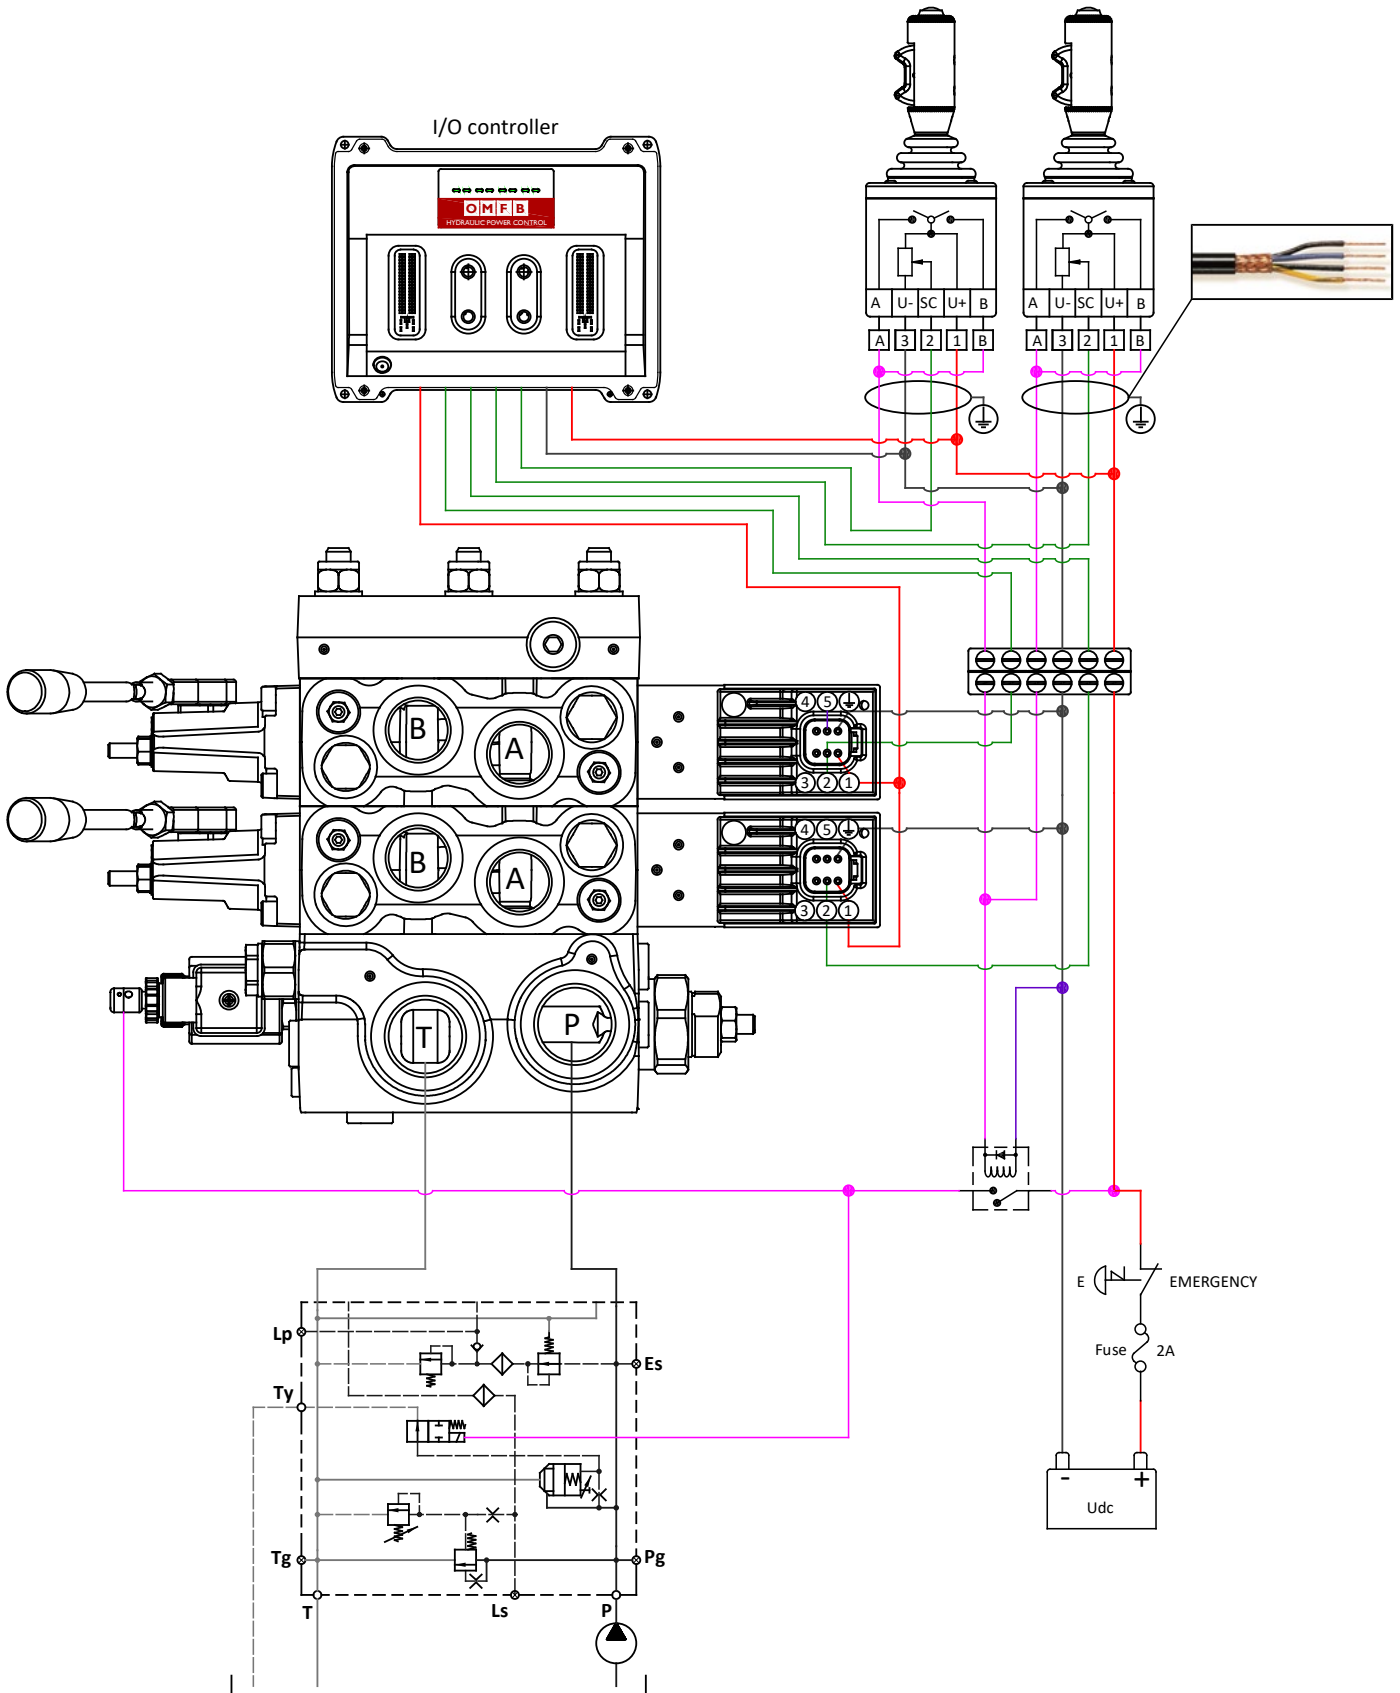 I/O controller
OMFB
HYDRAULIC POWER CONTROL
A U- SC U+ B
A U- SC U+ B
A 3 2 1 B
A 3 2 1 B
B A
4 5
3 2 1
B A
4 5
3 2 1
T P
E EMERGENCY
Fuse 2A
Lp
Es
Ty
- +
Udc
Tg
Pg
T Ls P